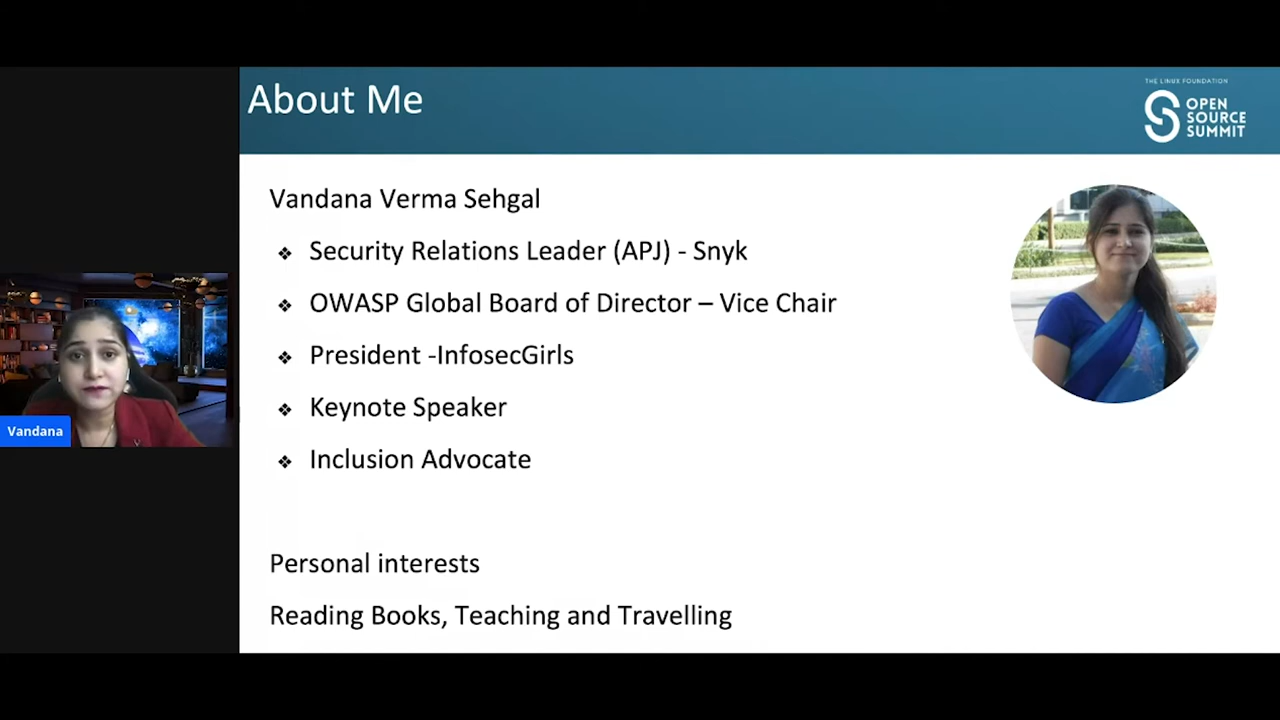 About Me
THE LINUX FOUNDATION
OPEN
SOURCE
SUMMIT
Vandana Verma Sehgal
❖ Security Relations Leader (APJ) - Snyk
❖ OWASP Global Board of Director – Vice Chair
❖ President -InfosecGirls
❖ Keynote Speaker
❖ Inclusion Advocate
Vandana
Personal interests
Reading Books, Teaching and Travelling